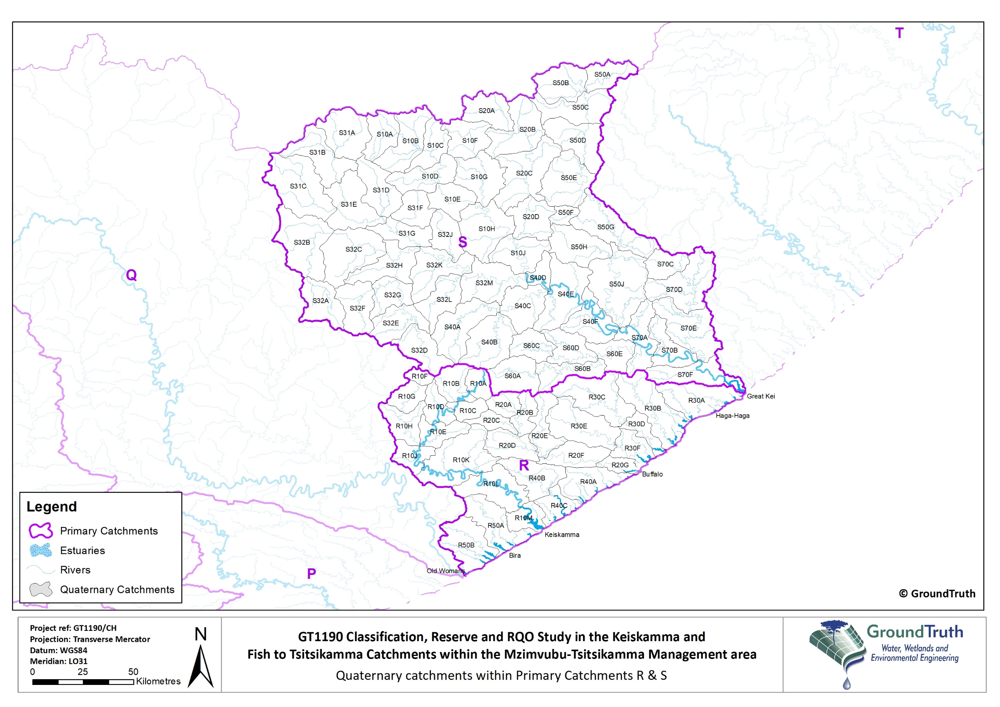 T
S50A
S50B
S50C
S20A
S20B
S31A
S10A
S10B
S10C
S10F
S50D
S31B
S20C
S10D
S10G
S50E
S31C
S31D
S10E
S31E
S31F
S50F
S20D
S50G
S10H
S31G
S32J
S
S32B
S50H
S32C
S10J
S70C
S32H
S32K
Q
S40D
S32M
S50J
S70D
S40E
S32G
S32L
S32A
S40C
S32F
S40F
S32E
S40A
S70E
S70A
S40B
S60C
S60D
S32D
S70B
S60E
S60B
S70F
R10F
S60A
R10B
R10A
Great Kei
R10G
R30C
R30A
R20A
R10D
R30B
R10C
R20B
Haga-Haga
R20C
R30D
R10H
R30E
R10E
R20E
R20D
R30F
R10J
R20F
R10K
R
R20G
Buffalo
R40B
R40A
R10L
R40C
R10M
R50A
Keiskamma
R50B
Bira
Old Womans
P
Legend
Primary Catchments
Estuaries
Rivers
Quaternary Catchments
© GroundTruth
Project ref: GT1190/CH
Projection: Transverse Mercator
Datum: WGS84
Meridian: LO31
0 25 50
Kilometres
N
GT1190 Classification, Reserve and RQO Study in the Keiskamma and
Fish to Tsitsikamma Catchments within the Mzimvubu-Tsitsikamma Management area
Quaternary catchments within Primary Catchments R & S
GroundTruth
Water, Wetlands and
Environmental Engineering